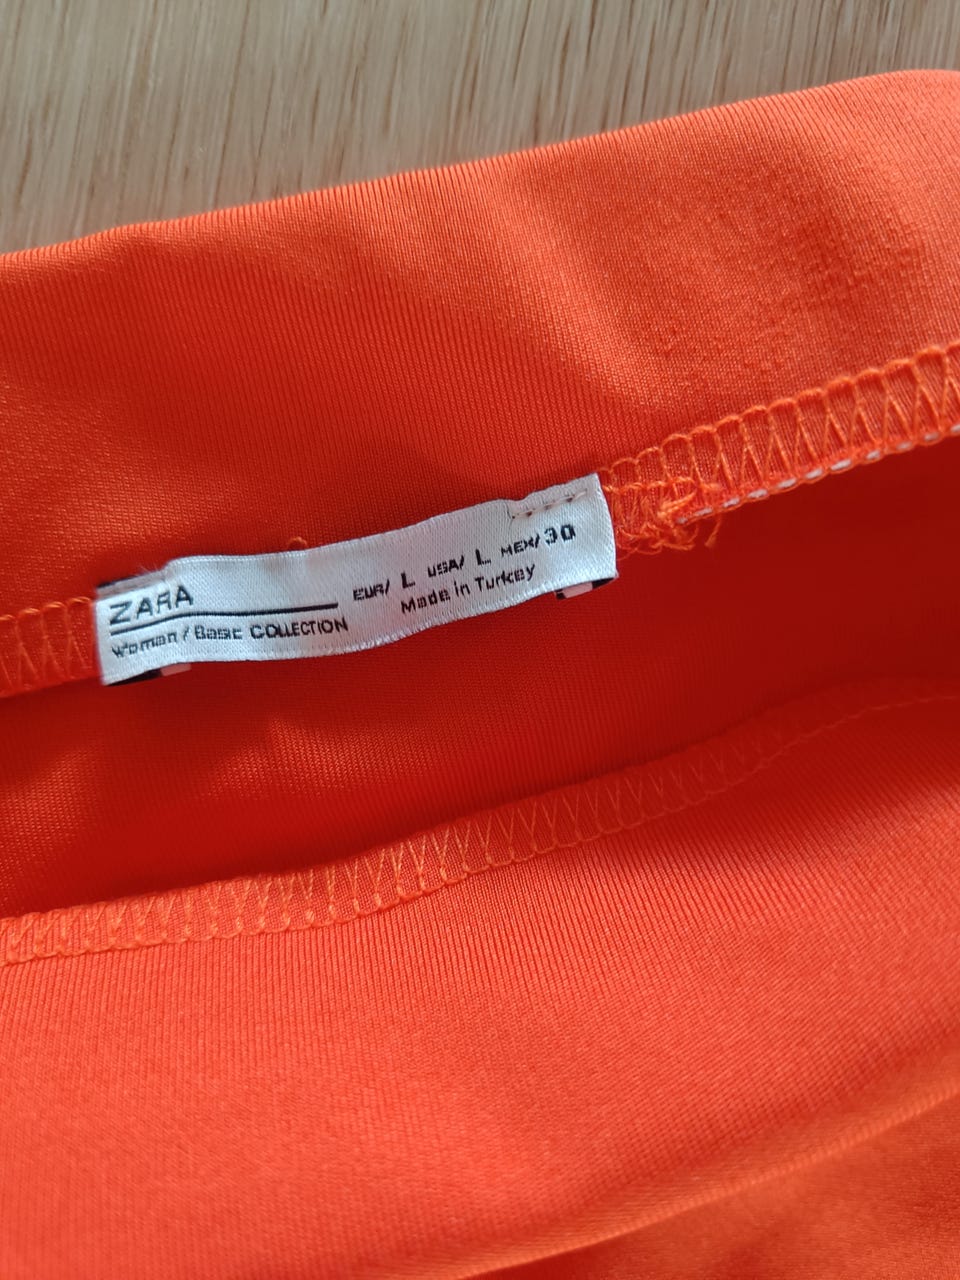 ZARA
Woman / Basic COLLECTION
EUR/ L USA/ L MEX/ 30
Made in Turkey